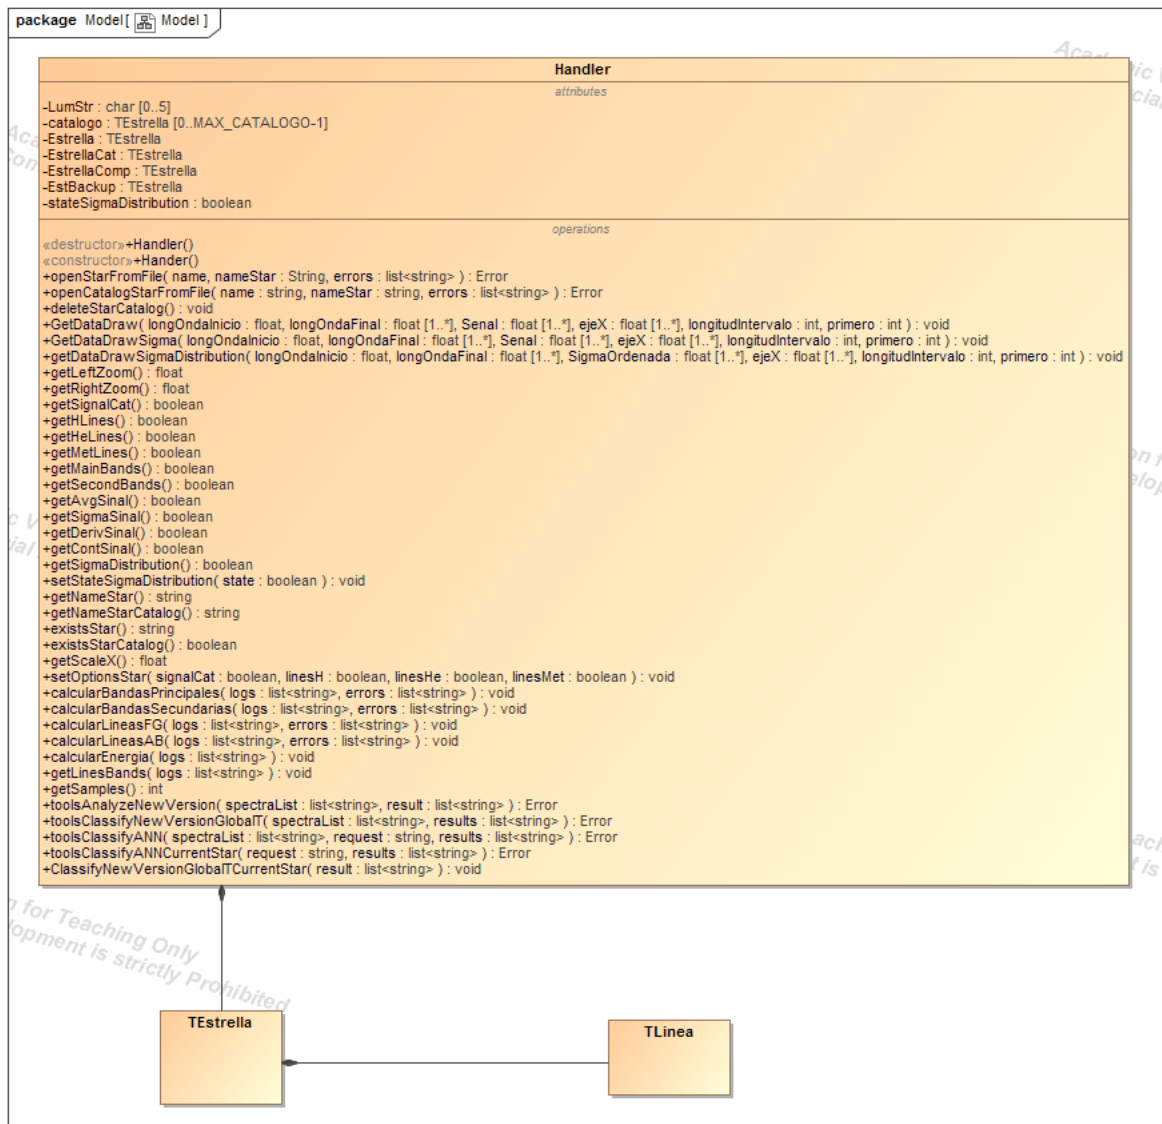 package Model[ Model ]
Handler
attributes
-LumStr : char [0..5]
-catalogo : TEstrella [0..MAX_CATALOGO-1]
-Estrella : TEstrella
-EstrellaCat : TEstrella
-EstrellaComp : TEstrella
-EstBackup : TEstrella
-stateSigmaDistribution : boolean
operations
«destructor»+Handler()
«constructor»+Hander()
+openStarFromFile( name, nameStar : String, errors : list<string> ) : Error
+openCatalogStarFromFile( name : string, nameStar : string, errors : list<string> ) : Error
+deleteStarCatalog() : void
+GetDataDraw( longOndaInicio : float, longOndaFinal : float [1..*], Senal : float [1..*], ejeX : float [1..*], longitudIntervalo : int, primero : int ) : void
+GetDataDrawSigma( longOndaInicio : float, longOndaFinal : float [1..*], Senal : float [1..*], ejeX : float [1..*], longitudIntervalo : int, primero : int ) : void
+getDataDrawSigmaDistribution( longOndaInicio : float, longOndaFinal : float [1..*], SigmaOrdenada : float [1..*], ejeX : float [1..*], longitudIntervalo : int, primero : int ) : void
+getLeftZoom() : float
+getRightZoom() : float
+getSignalCat() : boolean
+getHLines() : boolean
+getHeLines() : boolean
+getMetLines() : boolean
+getMainBands() : boolean
+getSecondBands() : boolean
+getAvgSinal() : boolean
+getSigmaSinal() : boolean
+getDerivSinal() : boolean
+getContSinal() : boolean
+getSigmaDistribution() : boolean
+setStateSigmaDistribution( state : boolean ) : void
+getNameStar() : string
+getNameStarCatalog() : string
+existsStar() : string
+existsStarCatalog() : boolean
+getScaleX() : float
+setOptionsStar( signalCat : boolean, linesH : boolean, linesHe : boolean, linesMet : boolean ) : void
+calcularBandasPrincipales( logs : list<string>, errors : list<string> ) : void
+calcularBandasSecundarias( logs : list<string>, errors : list<string> ) : void
+calcularLineasFG( logs : list<string>, errors : list<string> ) : void
+calcularLineasAB( logs : list<string>, errors : list<string> ) : void
+calcularEnergia( logs : list<string> ) : void
+getLinesBands( logs : list<string> ) : void
+getSamples() : int
+toolsAnalyzeNewVersion( spectraList : list<string>, result : list<string> ) : Error
+toolsClassifyNewVersionGlobalT( spectraList : list<string>, results : list<string> ) : Error
+toolsClassifyANN( spectraList : list<string>, request : string, results : list<string> ) : Error
+toolsClassifyANNCurrentStar( request : string, results : list<string> ) : Error
+ClassifyNewVersionGlobalTCurrentStar( result : list<string> ) : void
for Teaching Only
is strictly Prohibited
TEstrella
TLinea